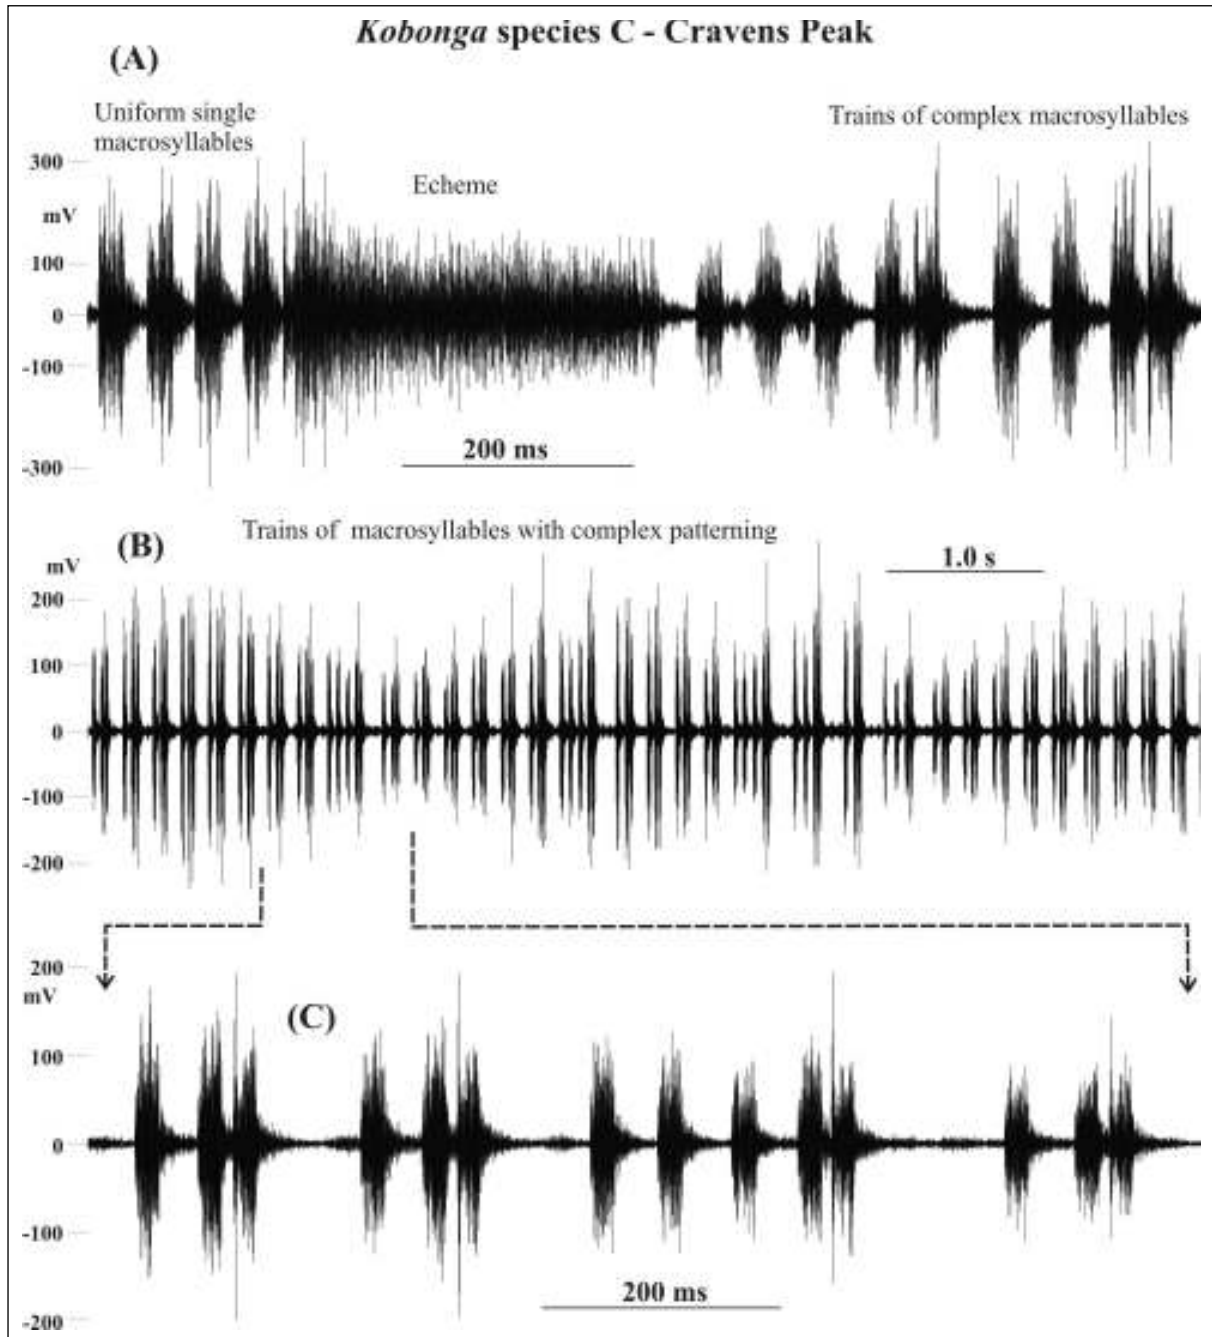 Kobonga species C - Cravens Peak
(A)
Uniform single
macrosyllables
Trains of complex macrosyllables
Echeme
300
mV
100
0
-100
-300
200 ms
Trains of macrosyllables with complex patterning
(B)
1.0 s
mV
200
100
0
-100
-200
200
mV
(C)
100
0
-100
-200
200 ms